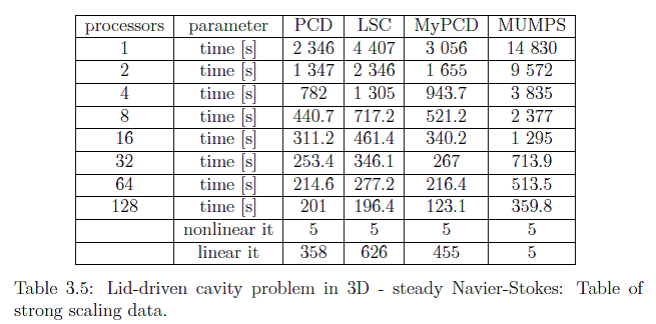 processors parameter PCD LSC MyPCD MUMPS
1 time [s] 2 346 4 407 3 056 14 830
2 time [s] 1 347 2 346 1 655 9 572
4 time [s] 782 1 305 943.7 3 835
8 time [s] 440.7 717.2 521.2 2 377
16 time [s] 311.2 461.4 340.2 1 295
32 time [s] 253.4 346.1 267 713.9
64 time [s] 214.6 277.2 216.4 513.5
128 time [s] 201 196.4 123.1 359.8
nonlinear it 5 5 5 5
linear it 358 626 455 5
Table 3.5: Lid-driven cavity problem in 3D - steady Navier-Stokes: Table of
strong scaling data.